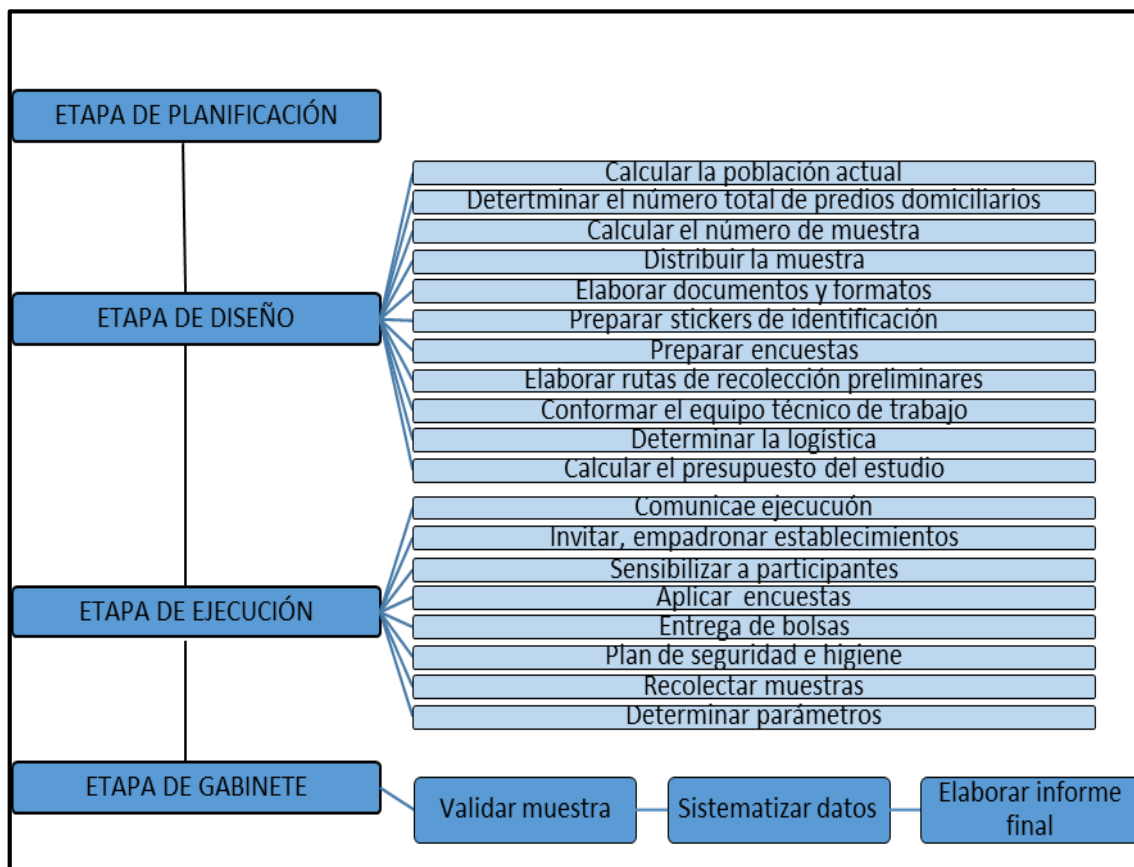 ETAPA DE PLANIFICACIÓN
Calcular la población actual
Detertminar el número total de predios domiciliarios
Calcular el número de muestra
Distribuir la muestra
Elaborar documentos y formatos
ETAPA DE DISEÑO
Preparar stickers de identificación
Preparar encuestas
Elaborar rutas de recolección preliminares
Conformar el equipo técnico de trabajo
Determinar la logística
Calcular el presupuesto del estudio
Comunicae ejecucuón
Invitar, empadronar establecimientos
Sensibilizar a participantes
Aplicar encuestas
ETAPA DE EJECUCIÓN
Entrega de bolsas
Plan de seguridad e higiene
Recolectar muestras
Determinar parámetros
ETAPA DE GABINETE
Validar muestra
Sistematizar datos
Elaborar informe
final